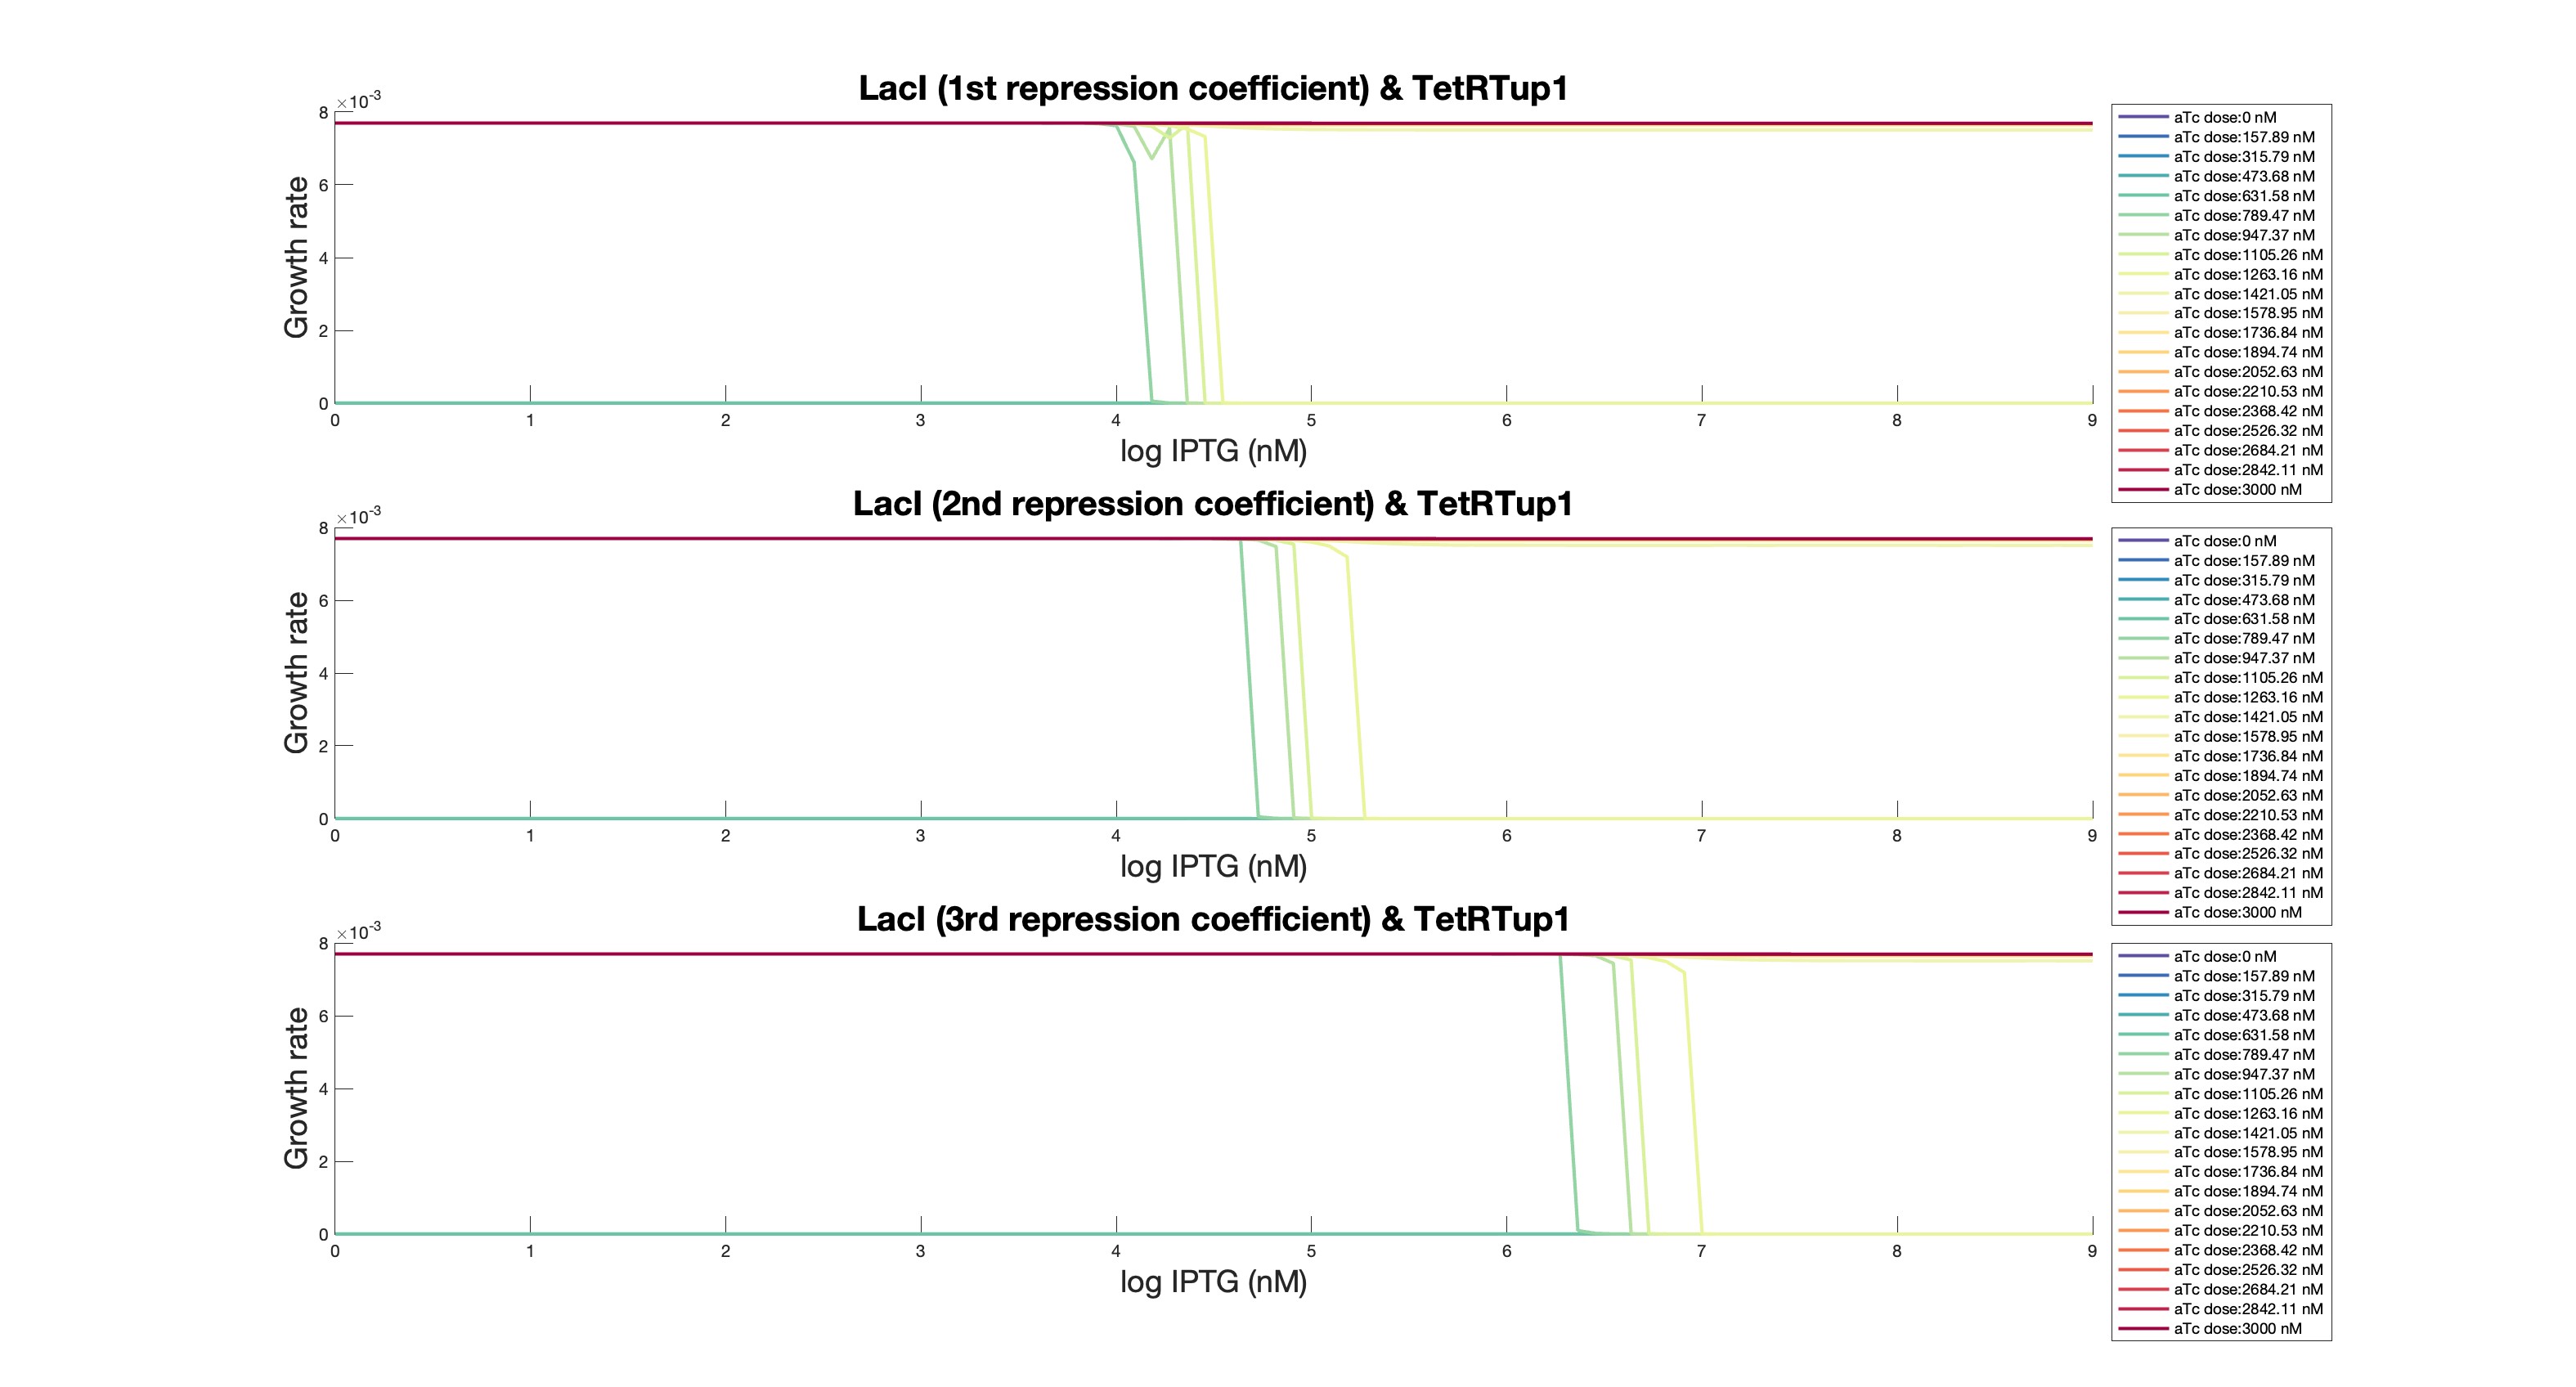 LacI (1st repression coefficient) & TetRTup1
×10-3
8
6
4
2
0
Growth rate
0 1 2 3 4 5 6 7 8 9
log IPTG (nM)
aTc dose:0 nM
aTc dose:157.89 nM
aTc dose:315.79 nM
aTc dose:473.68 nM
aTc dose:631.58 nM
aTc dose:789.47 nM
aTc dose:947.37 nM
aTc dose:1105.26 nM
aTc dose:1263.16 nM
aTc dose:1421.05 nM
aTc dose:1578.95 nM
aTc dose:1736.84 nM
aTc dose:1894.74 nM
aTc dose:2052.63 nM
aTc dose:2210.53 nM
aTc dose:2368.42 nM
aTc dose:2526.32 nM
aTc dose:2684.21 nM
aTc dose:2842.11 nM
aTc dose:3000 nM
LacI (2nd repression coefficient) & TetRTup1
×10-3
8
6
4
2
0
Growth rate
0 1 2 3 4 5 6 7 8 9
log IPTG (nM)
aTc dose:0 nM
aTc dose:157.89 nM
aTc dose:315.79 nM
aTc dose:473.68 nM
aTc dose:631.58 nM
aTc dose:789.47 nM
aTc dose:947.37 nM
aTc dose:1105.26 nM
aTc dose:1263.16 nM
aTc dose:1421.05 nM
aTc dose:1578.95 nM
aTc dose:1736.84 nM
aTc dose:1894.74 nM
aTc dose:2052.63 nM
aTc dose:2210.53 nM
aTc dose:2368.42 nM
aTc dose:2526.32 nM
aTc dose:2684.21 nM
aTc dose:2842.11 nM
aTc dose:3000 nM
LacI (3rd repression coefficient) & TetRTup1
×10-3
8
6
4
2
0
Growth rate
0 1 2 3 4 5 6 7 8 9
log IPTG (nM)
aTc dose:0 nM
aTc dose:157.89 nM
aTc dose:315.79 nM
aTc dose:473.68 nM
aTc dose:631.58 nM
aTc dose:789.47 nM
aTc dose:947.37 nM
aTc dose:1105.26 nM
aTc dose:1263.16 nM
aTc dose:1421.05 nM
aTc dose:1578.95 nM
aTc dose:1736.84 nM
aTc dose:1894.74 nM
aTc dose:2052.63 nM
aTc dose:2210.53 nM
aTc dose:2368.42 nM
aTc dose:2526.32 nM
aTc dose:2684.21 nM
aTc dose:2842.11 nM
aTc dose:3000 nM